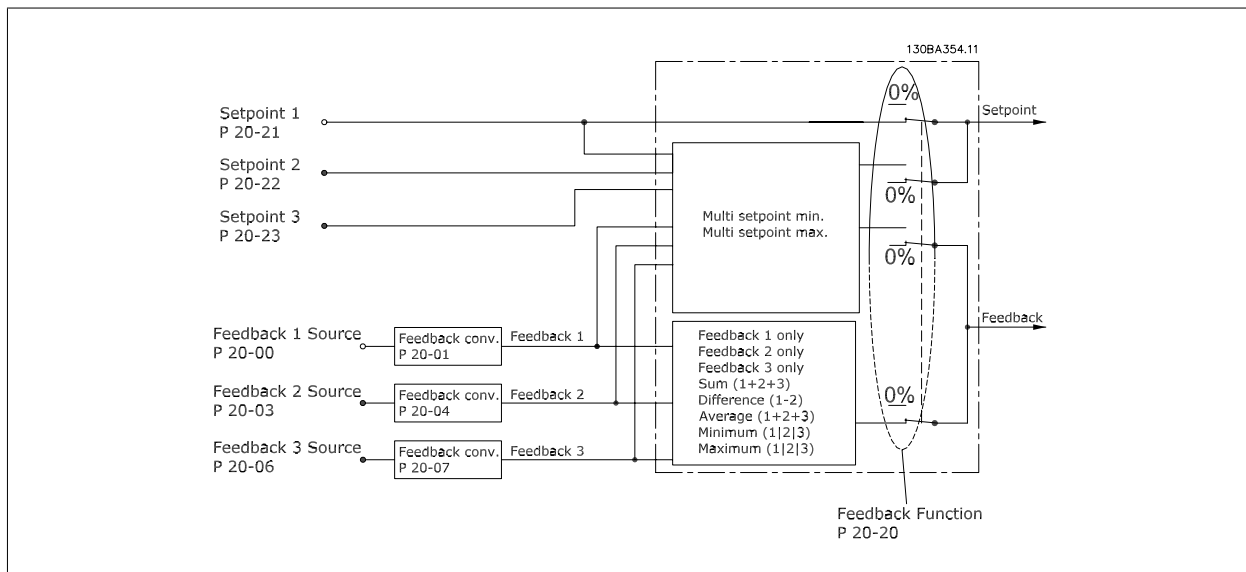 130BA354.11
0%
Setpoint 1
P 20-21
Setpoint
Setpoint 2
P 20-22
0%
Setpoint 3
P 20-23
Multi setpoint min.
Multi setpoint max.
0%
Feedback
Feedback 1 Source
P 20-00
Feedback conv.
P 20-01
Feedback 1
Feedback 2 Source
P 20-03
Feedback conv.
P 20-04
Feedback 2
Feedback 3 Source
P 20-06
Feedback conv.
P 20-07
Feedback 3
Feedback 1 only
Feedback 2 only
Feedback 3 only
Sum (1+2+3)
Difference (1-2)
Average (1+2+3)
Minimum (1|2|3)
Maximum (1|2|3)
0%
Feedback Function
P 20-20